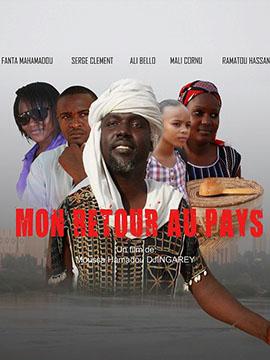 FANTA MAHAMADOU SERGE CLEMENT ALI BELLO MALI CORNU RAMATOU HASSAN
MON RETOUR AU PAYS
Un film de
Moussa Hamadou DJINGAREY